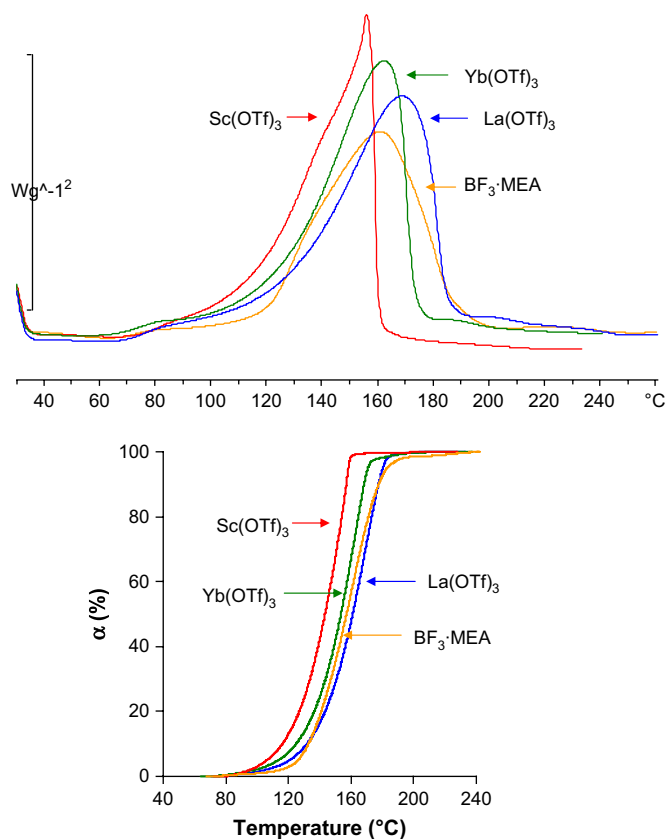 Yb(OTf)₃
Sc(OTf)₃
La(OTf)₃
Wg^-1²
BF₃·MEA
40 60 80 100 120 140 160 180 200 220 240 °C
100
80
Sc(OTf)₃
60
Yb(OTf)₃
La(OTf)₃
α (%)
40
BF₃·MEA
20
0
40 80 120 160 200 240
Temperature (°C)